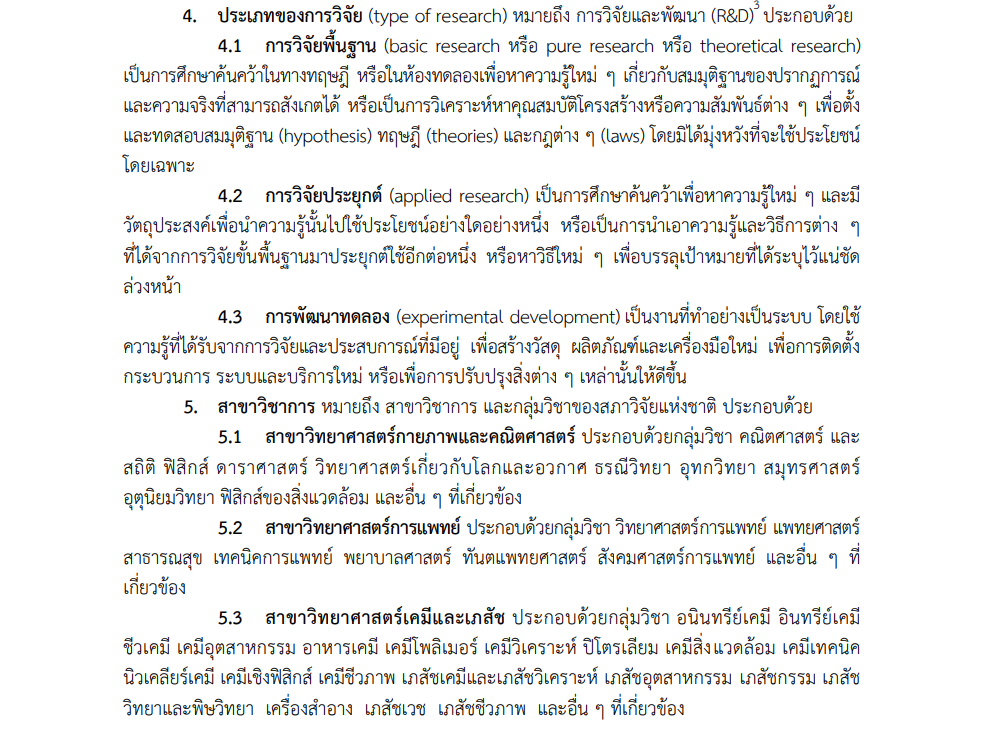 4. ประเภทของการวิจัย (type of research) หมายถึง การวิจัยและพัฒนา (R&D)3 ประกอบด้วย
4.1 การวิจัยพื้นฐาน (basic research หรือ pure research หรือ theoretical research)
เป็นการศึกษาค้นคว้าในทางทฤษฎี หรือในห้องทดลองเพื่อหาความรู้ใหม่ ๆ เกี่ยวกับสมมุติฐานของปรากฏการณ์
และความจริงที่สามารถสังเกตได้ หรือเป็นการวิเคราะห์หาคุณสมบัติโครงสร้างหรือความสัมพันธ์ต่าง ๆ เพื่อตั้ง
และทดสอบสมมุติฐาน (hypothesis) ทฤษฎี (theories) และกฎต่าง ๆ (laws) โดยมิได้มุ่งหวังที่จะใช้ประโยชน์
โดยเฉพาะ
4.2 การวิจัยประยุกต์ (applied research) เป็นการศึกษาค้นคว้าเพื่อหาความรู้ใหม่ ๆ และมี
วัตถุประสงค์เพื่อนำความรู้นั้นไปใช้ประโยชน์อย่างใดอย่างหนึ่ง หรือเป็นการนำเอาความรู้และวิธีการต่าง ๆ
ที่ได้จากการวิจัยขั้นพื้นฐานมาประยุกต์ใช้อีกต่อหนึ่ง หรือหาวิธีใหม่ ๆ เพื่อบรรลุเป้าหมายที่ได้ระบุไว้แน่ชัด
ล่วงหน้า
4.3 การพัฒนาทดลอง (experimental development) เป็นงานที่ทำอย่างเป็นระบบ โดยใช้
ความรู้ที่ได้รับจากการวิจัยและประสบการณ์ที่มีอยู่ เพื่อสร้างวัสดุ ผลิตภัณฑ์และเครื่องมือใหม่ เพื่อการติดตั้ง
กระบวนการ ระบบและบริการใหม่ หรือเพื่อการปรับปรุงสิ่งต่าง ๆ เหล่านั้นให้ดีขึ้น
5. สาขาวิชาการ หมายถึง สาขาวิชาการ และกลุ่มวิชาของสภาวิจัยแห่งชาติ ประกอบด้วย
5.1 สาขาวิทยาศาสตร์กายภาพและคณิตศาสตร์ ประกอบด้วยกลุ่มวิชา คณิตศาสตร์ และ
สถิติ ฟิสิกส์ ดาราศาสตร์ วิทยาศาสตร์เกี่ยวกับโลกและอวกาศ ธรณีวิทยา อุทกวิทยา สมุทรศาสตร์
อุตุนิยมวิทยา ฟิสิกส์ของสิ่งแวดล้อม และอื่น ๆ ที่เกี่ยวข้อง
5.2 สาขาวิทยาศาสตร์การแพทย์ ประกอบด้วยกลุ่มวิชา วิทยาศาสตร์การแพทย์ แพทยศาสตร์
สาธารณสุข เทคนิคการแพทย์ พยาบาลศาสตร์ ทันตแพทยศาสตร์ สังคมศาสตร์การแพทย์ และอื่น ๆ ที่
เกี่ยวข้อง
5.3 สาขาวิทยาศาสตร์เคมีและเภสัช ประกอบด้วยกลุ่มวิชา อนินทรีย์เคมี อินทรีย์เคมี
ชีวเคมี เคมีอุตสาหกรรม อาหารเคมี เคมีโพลิเมอร์ เคมีวิเคราะห์ ปิโตรเลียม เคมีสิ่งแวดล้อม เคมีเทคนิค
นิวเคลียร์เคมี เคมีเชิงฟิสิกส์ เคมีชีวภาพ เภสัชเคมีและเภสัชวิเคราะห์ เภสัชอุตสาหกรรม เภสัชกรรม เภสัช
วิทยาและพิษวิทยา เครื่องสำอาง เภสัชเวช เภสัชชีวภาพ และอื่น ๆ ที่เกี่ยวข้อง